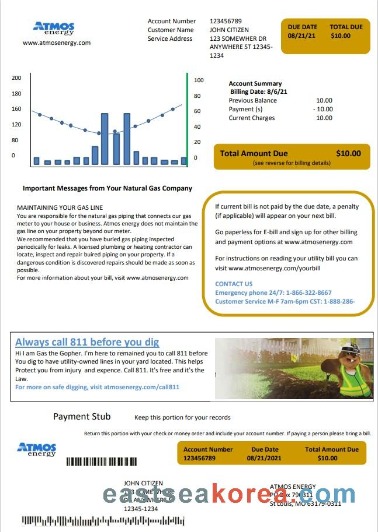 ATMOS
energy
www.atmosenergy.com
Account Number 123456789
Customer Name JOHN CITIZEN
Service Address 123 SOMEWHER DR
ANYWHERE ST 12345-
1234
DUE DATE TOTAL DUE
08/21/21 $10.00
200
160
120
80
0
100
80
60
40
20
0
Account Summary
Billing Date: 8/6/21
Previous Balance 10.00
Payment (s) - 10.00
Current Charges 10.00
Total Amount Due $10.00
(see reverse for billing details)
Important Messages from Your Natural Gas Company
MAINTAINING YOUR GAS LINE
You are responsible for the natural gas piping that connects our gas
meter to your house or business. Atmos energy does not maintain the
gas line on your property beyond our meter.
We recommended that you have buried gas piping inspected
periodically for leaks. A licensed plumbing or heating contractor can
locate, inspect and repair buired piping on your property. If a
dangerous condition is discovered repairs should be made as soon as
possible.
For more information about your bill, visit www.atmosenergy.com
If current bill is not paid by the due date, a penalty
(if applicable) will appear on your next bill.
Go paperless for E-bill and sign up for other billing
and payment options at www.atmosenergy.com
For instructions on reading your utility bill you can
visit www.atmosenergy.com/yourbill
CONTACT US
Emergency phone 24/7: 1-866-322-8667
Customer Service M-F 7am-6pm CST: 1-888-286-
Always call 811 before you dig
Hi I am Gas the Gopher. I'm here to remained you to call 811 before
You dig to have utility-owned lines in your yard located. This helps
Protect you from injury and expence. Call 811. It's free and it's the
Law.
For more on safe digging, visit atmosenergy.com/call811
Payment Stub Keep this portion for your records
Return this portion with your check or money order and include your account number. If paying a person please bring a bill.
ATMOS
energy
Account Number Due Date Total Due
123456789 08/21/2021 $10.00
JOHN CITIZEN
12345-1234
ATMOS ENERGY
PO Box 790311
St Louis, MO 63179-0311
eastseakorea.com